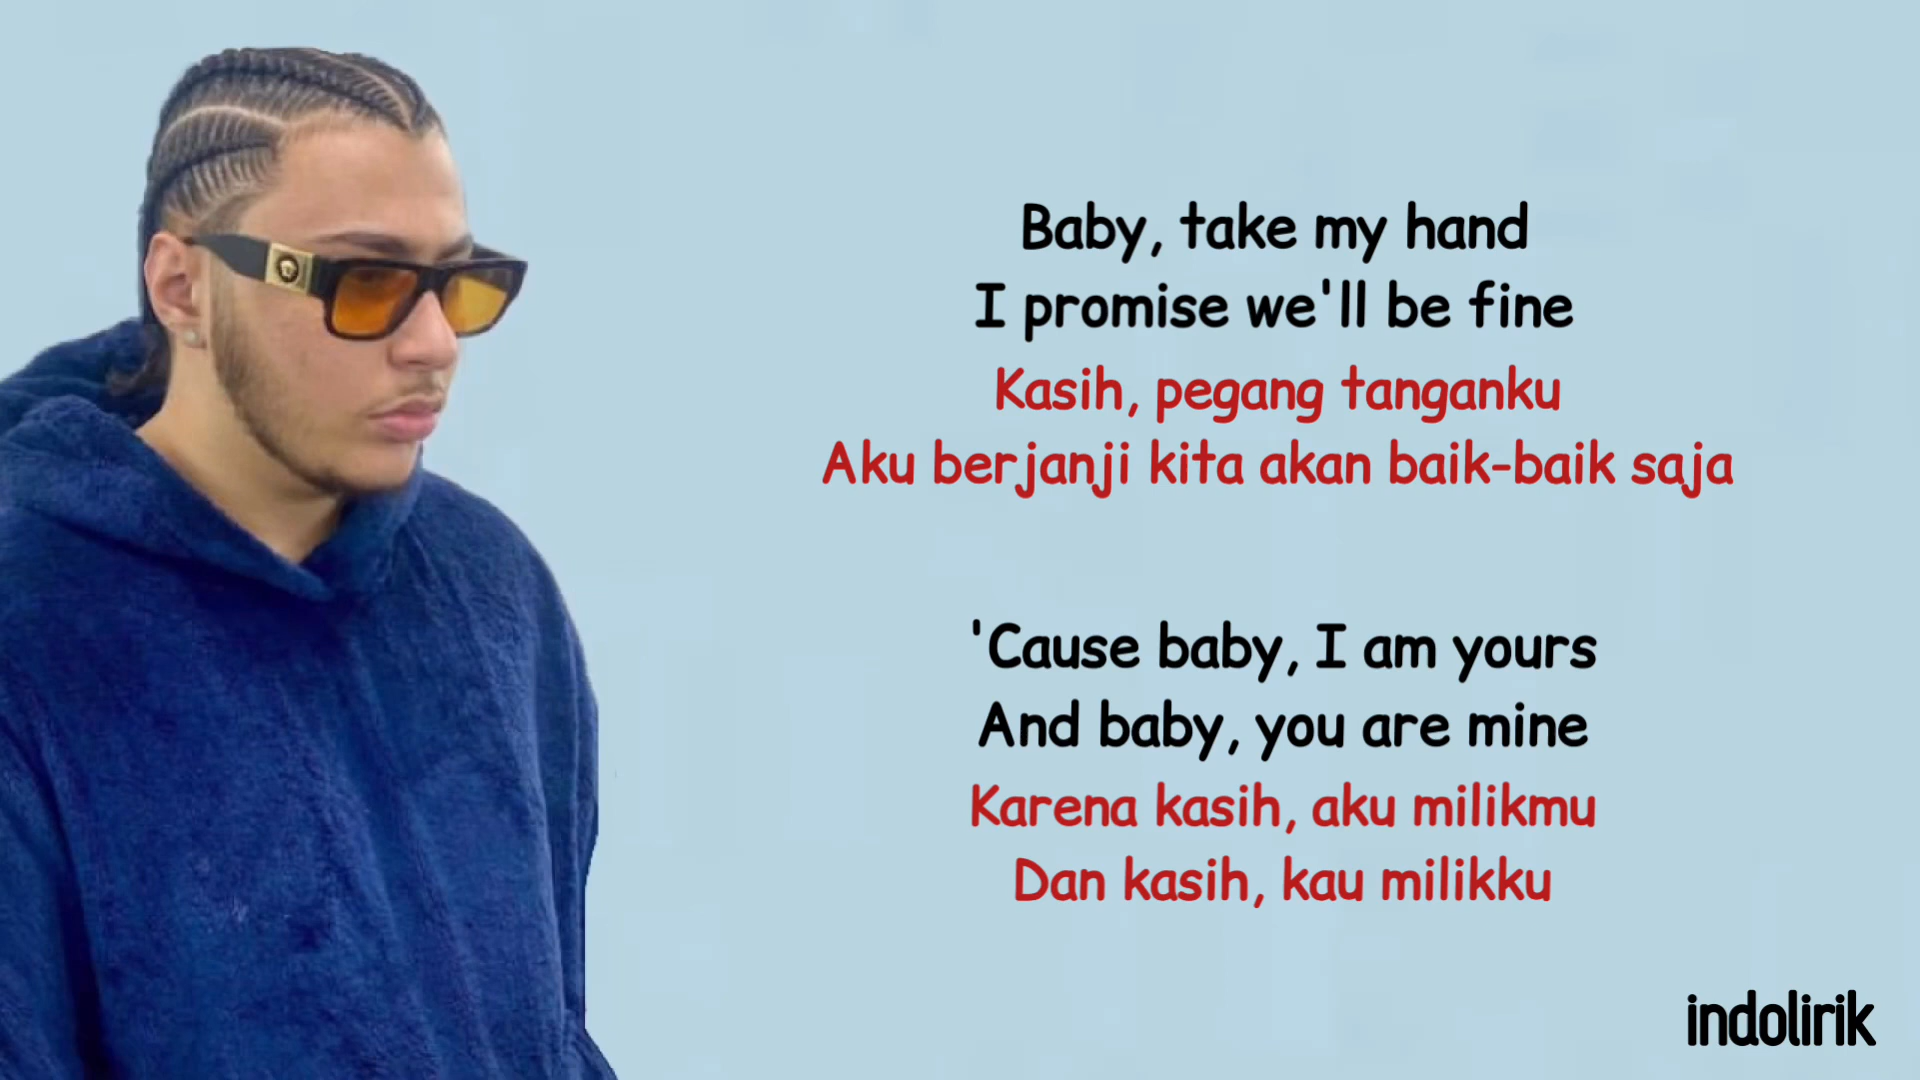 Baby, take my hand
I promise we'll be fine
Kasih, pegang tanganku
Aku berjanji kita akan baik-baik saja
'Cause baby, I am yours
And baby, you are mine
Karena kasih, aku milikmu
Dan kasih, kau milikku
indolirik